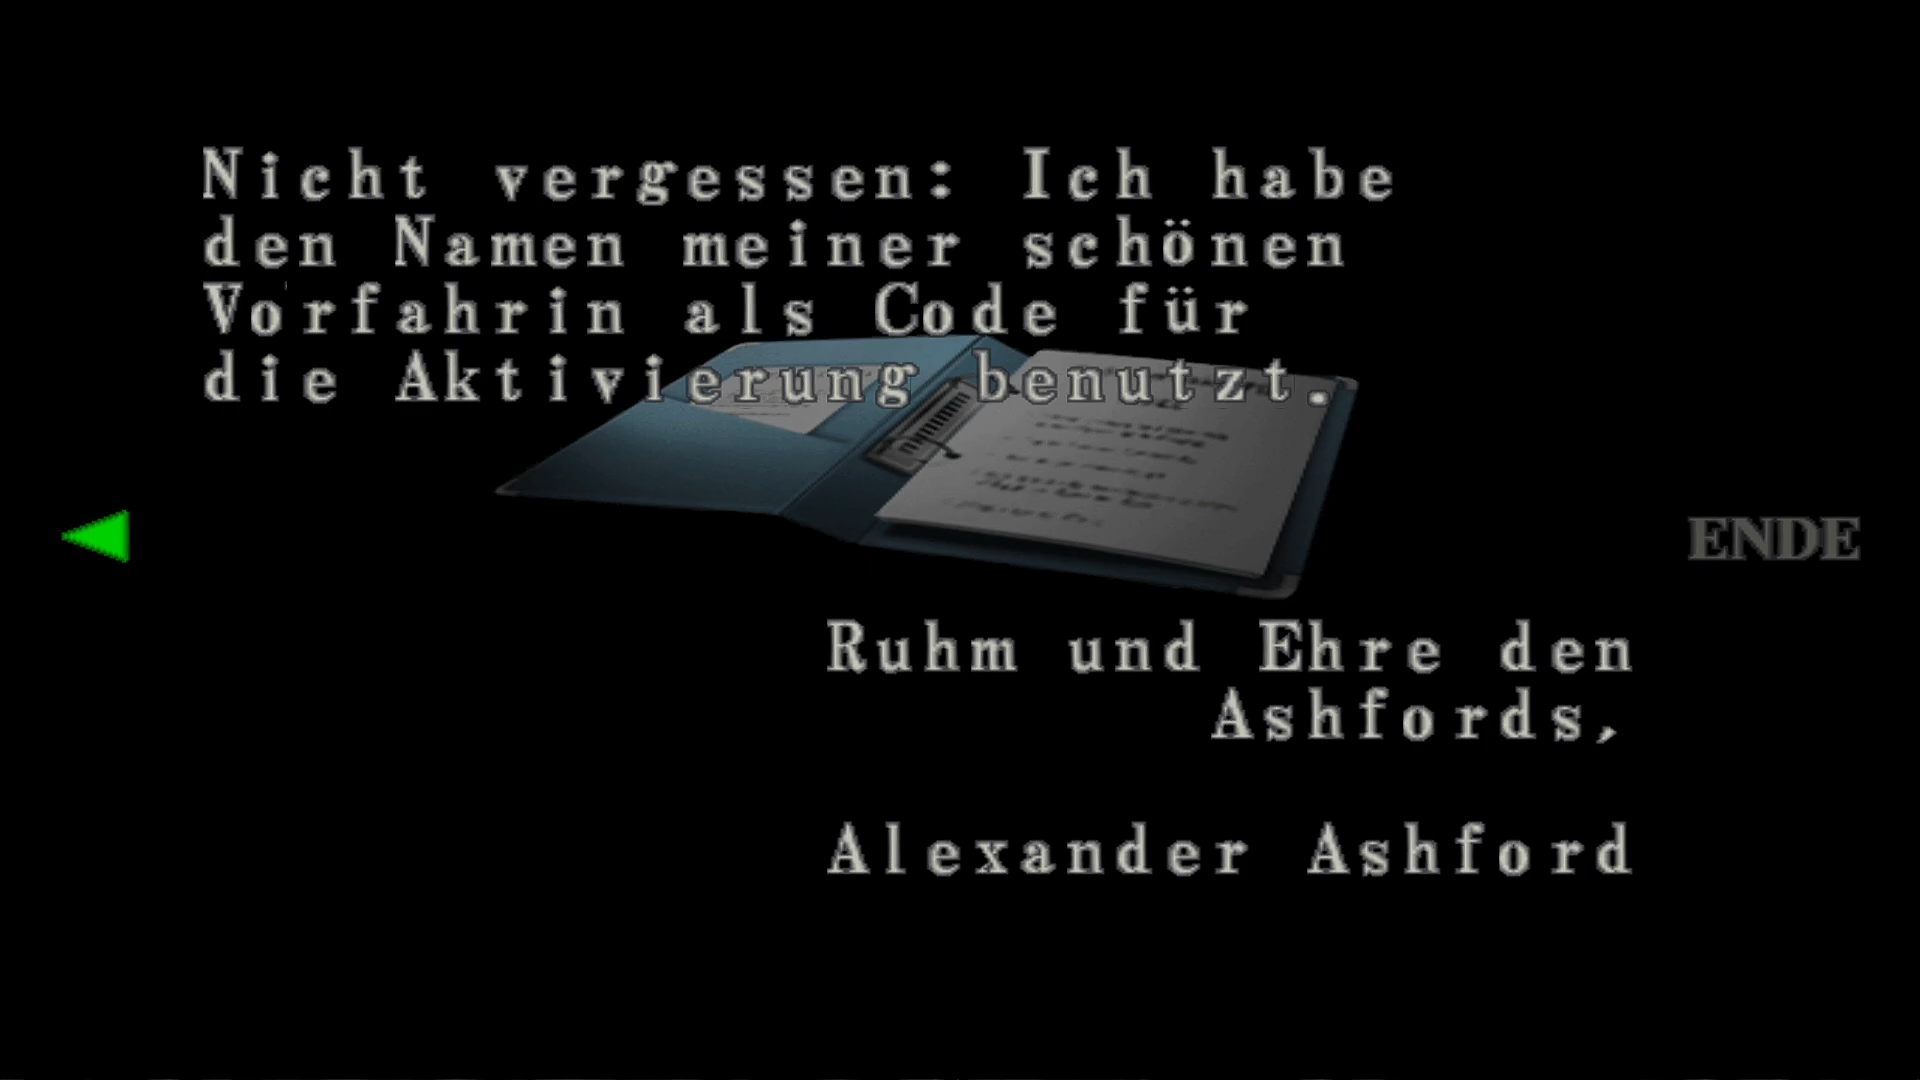 Nicht vergessen: Ich habe
den Namen meiner schönen
Vorfahrin als Code für
die Aktivierung benutzt.
ENDE
Ruhm und Ehre den
Ashfords,
Alexander Ashford